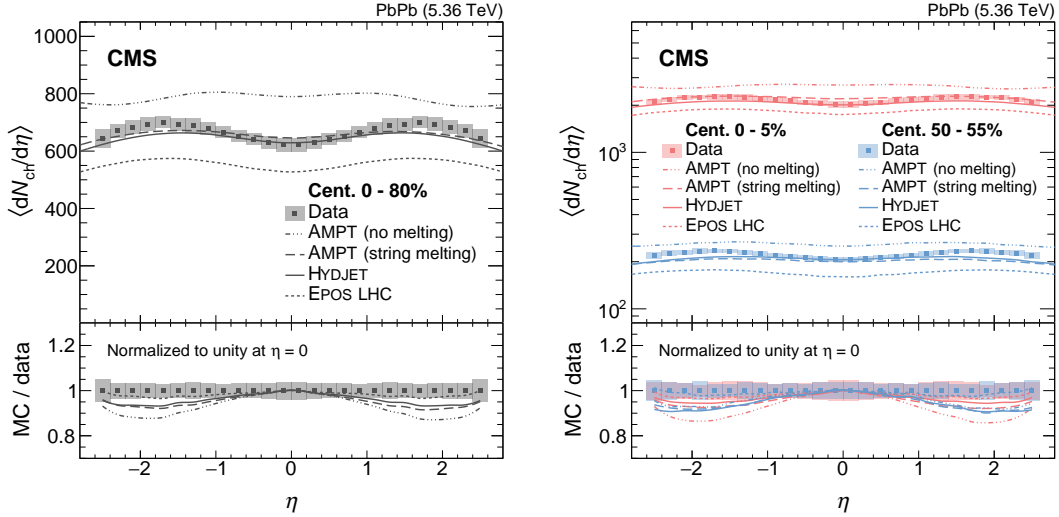 PbPb (5.36 TeV)
CMS
⟨dN_ch/dη⟩
1000
800
600
400
200
Cent. 0 - 80%
Data
AMPT (no melting)
AMPT (string melting)
HYDJET
EPOS LHC
MC / data
1.2
1
0.8
Normalized to unity at η = 0
−2
−1
0
1
2
η
PbPb (5.36 TeV)
CMS
⟨dN_ch/dη⟩
10³
10²
Cent. 0 - 5%
Data
AMPT (no melting)
AMPT (string melting)
HYDJET
EPOS LHC
Cent. 50 - 55%
Data
AMPT (no melting)
AMPT (string melting)
HYDJET
EPOS LHC
MC / data
1.2
1
0.8
Normalized to unity at η = 0
−2
−1
0
1
2
η